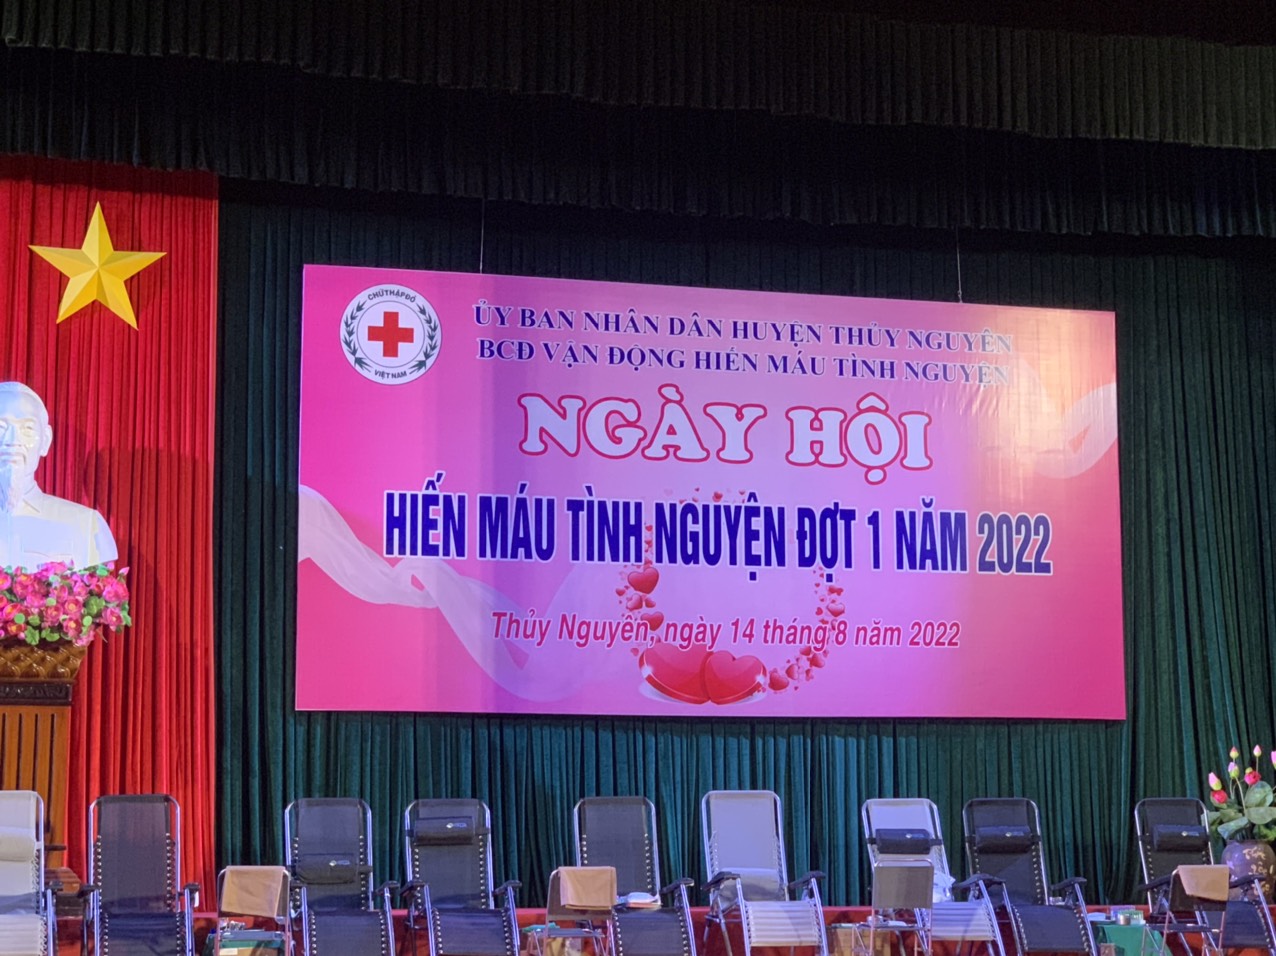 CHỮ THẬP ĐỎ
VIỆT NAM
ỦY BAN NHÂN DÂN HUYỆN THỦY NGUYÊN
BCĐ VẬN ĐỘNG HIẾN MÁU TÌNH NGUYỆN
NGÀY HỘI
HIẾN MÁU TÌNH NGUYỆN ĐỢT 1 NĂM 2022
Thủy Nguyên, ngày 14 tháng 8 năm 2022